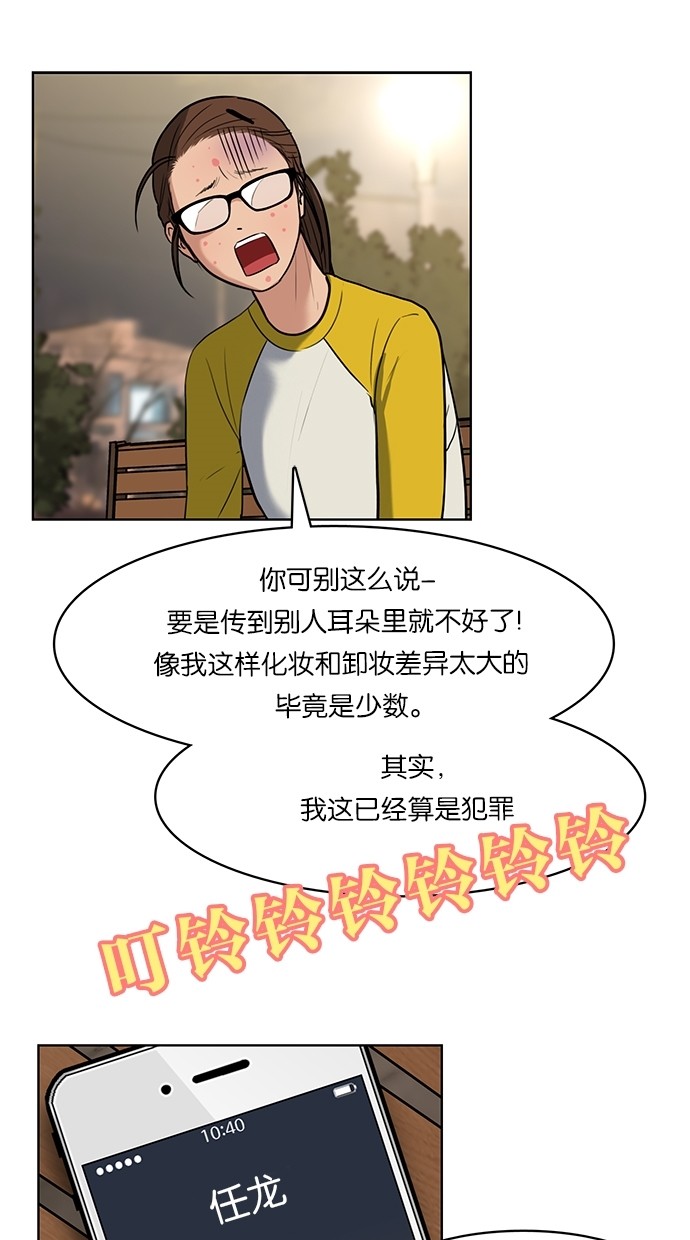 你可别这么说-
要是传到别人耳朵里就不好了!
像我这样化妆和卸妆差异太大的
毕竟是少数。
其实,
我这已经算是犯罪
叮铃铃铃铃铃铃
10:40
任龙